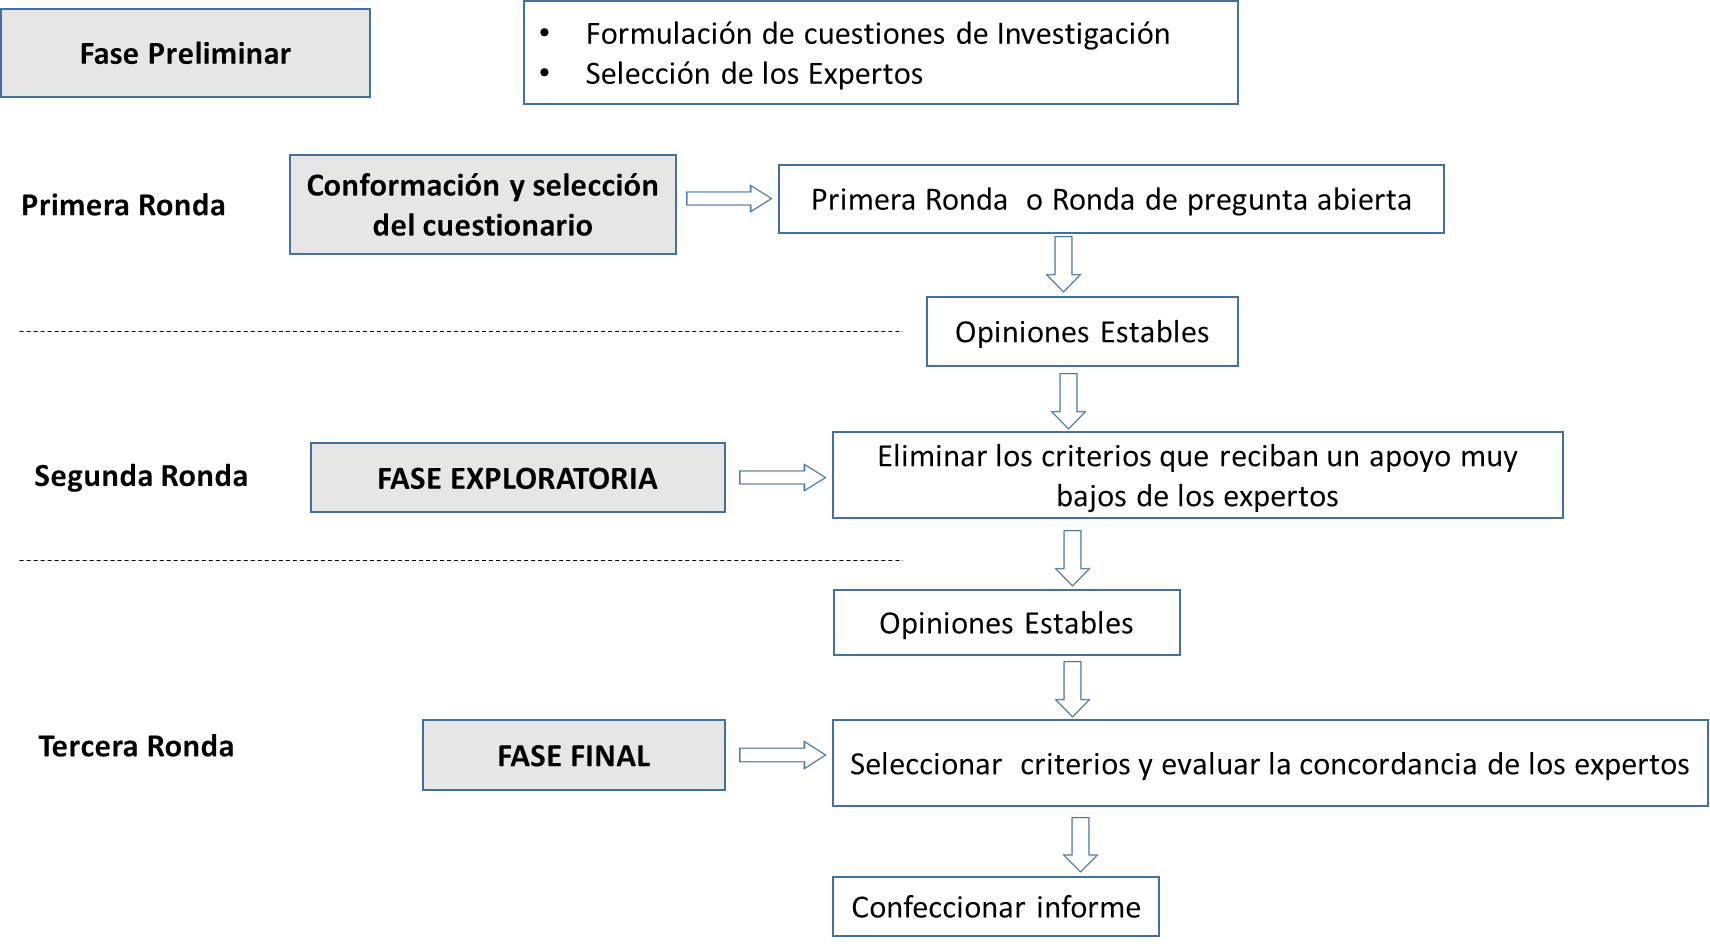 Fase Preliminar
• Formulación de cuestiones de Investigación
• Selección de los Expertos
Primera Ronda
Conformación y selección
del cuestionario
Primera Ronda o Ronda de pregunta abierta
Opiniones Estables
Segunda Ronda
FASE EXPLORATORIA
Eliminar los criterios que reciban un apoyo muy
bajos de los expertos
Opiniones Estables
Tercera Ronda
FASE FINAL
Seleccionar criterios y evaluar la concordancia de los expertos
Confeccionar informe